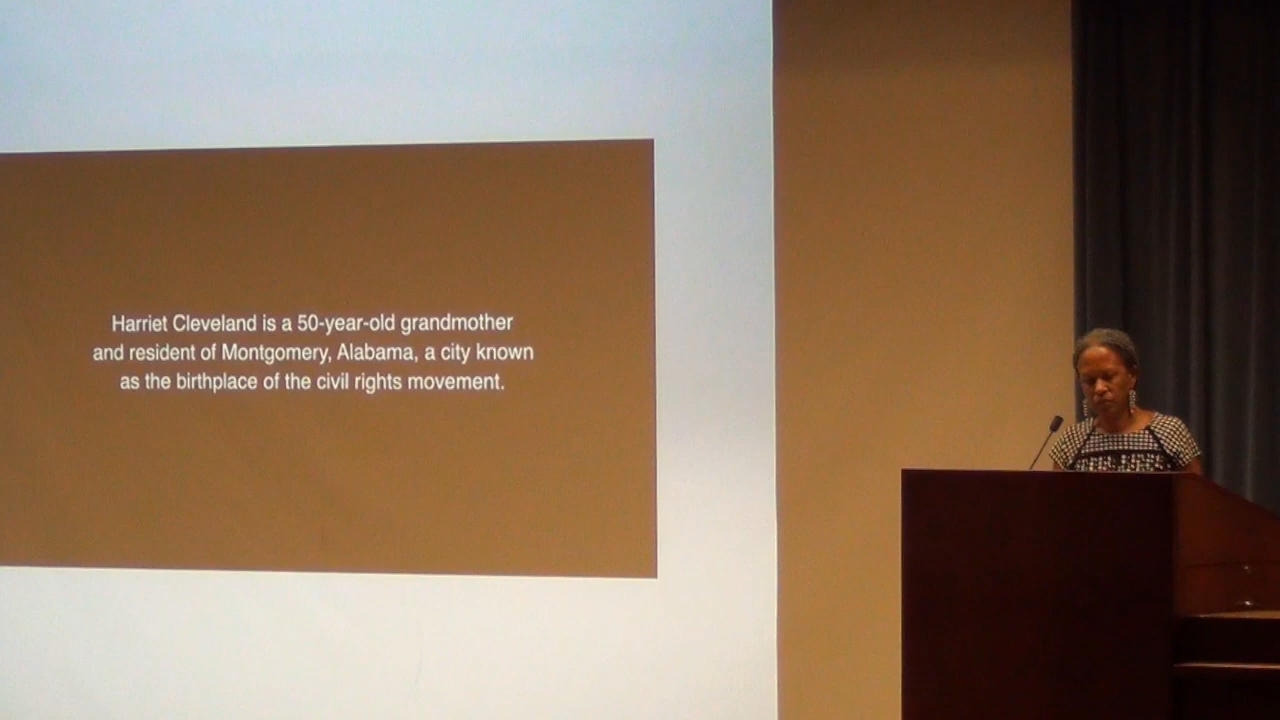 Harriet Cleveland is a 50-year-old grandmother
and resident of Montgomery, Alabama, a city known
as the birthplace of the civil rights movement.